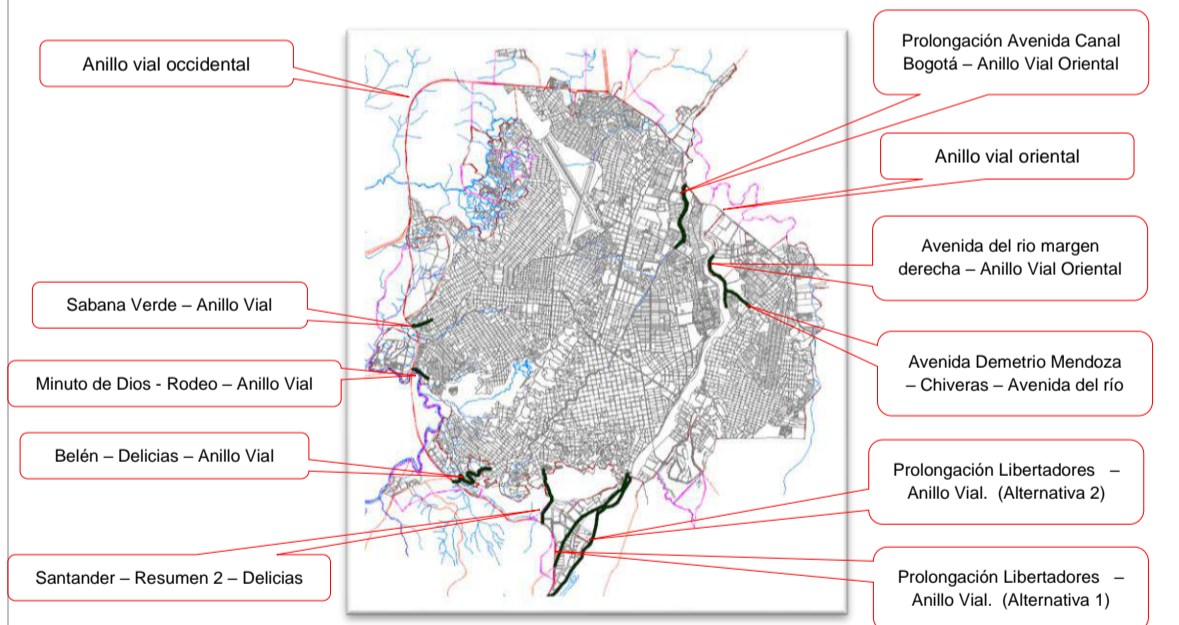 Anillo vial occidental
Sabana Verde – Anillo Vial
Minuto de Dios - Rodeo – Anillo Vial
Belén – Delicias – Anillo Vial
Santander – Resumen 2 – Delicias
Prolongación Avenida Canal
Bogotá – Anillo Vial Oriental
Anillo vial oriental
Avenida del rio margen
derecha – Anillo Vial Oriental
Avenida Demetrio Mendoza
– Chiveras – Avenida del río
Prolongación Libertadores –
Anillo Vial. (Alternativa 2)
Prolongación Libertadores –
Anillo Vial. (Alternativa 1)